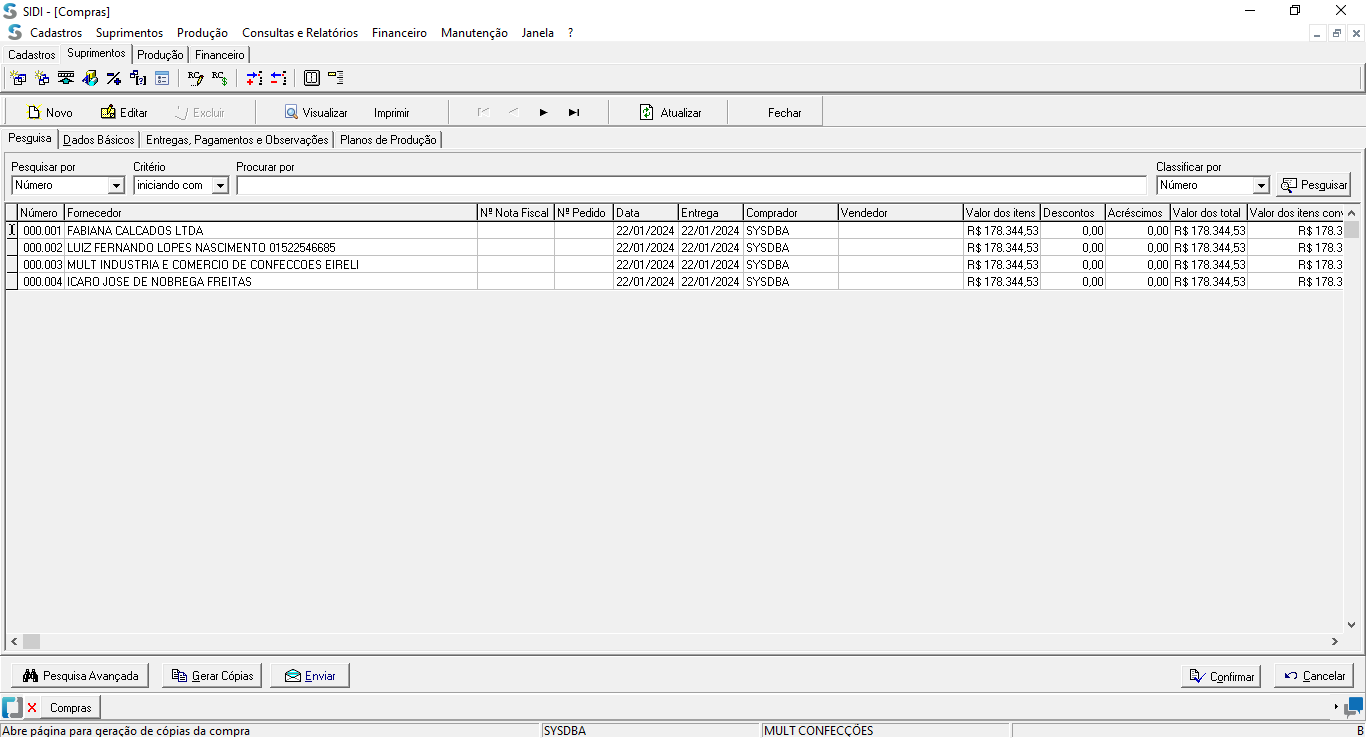 SIDI - [Compras]
Cadastros Suprimentos Produção Consultas e Relatórios Financeiro Manutenção Janela ?
Cadastros Suprimentos Produção Financeiro
Novo Editar Excluir Visualizar Imprimir Atualizar Fechar
Pesquisa Dados Básicos Entregas, Pagamentos e Observações Planos de Produção
Pesquisar por Critério Procurar por Classificar por
Número iniciando com Número Pesquisar
Número Fornecedor Nº Nota Fiscal Nº Pedido Data Entrega Comprador Vendedor Valor dos itens Descontos Acréscimos Valor dos total Valor dos itens conv
000.001 FABIANA CALCADOS LTDA 22/01/2024 22/01/2024 SYSDBA R$ 178.344,53 0,00 0,00 R$ 178.344,53 R$ 178.3
000.002 LUIZ FERNANDO LOPES NASCIMENTO 01522546685 22/01/2024 22/01/2024 SYSDBA R$ 178.344,53 0,00 0,00 R$ 178.344,53 R$ 178.3
000.003 MULT INDUSTRIA E COMERCIO DE CONFECCOES EIRELI 22/01/2024 22/01/2024 SYSDBA R$ 178.344,53 0,00 0,00 R$ 178.344,53 R$ 178.3
000.004 ICARO JOSE DE NOBREGA FREITAS 22/01/2024 22/01/2024 SYSDBA R$ 178.344,53 0,00 0,00 R$ 178.344,53 R$ 178.3
Pesquisa Avançada Gerar Cópias Enviar Confirmar Cancelar
Compras
Abre página para geração de cópias da compra SYSDBA MULT CONFECÇÕES B